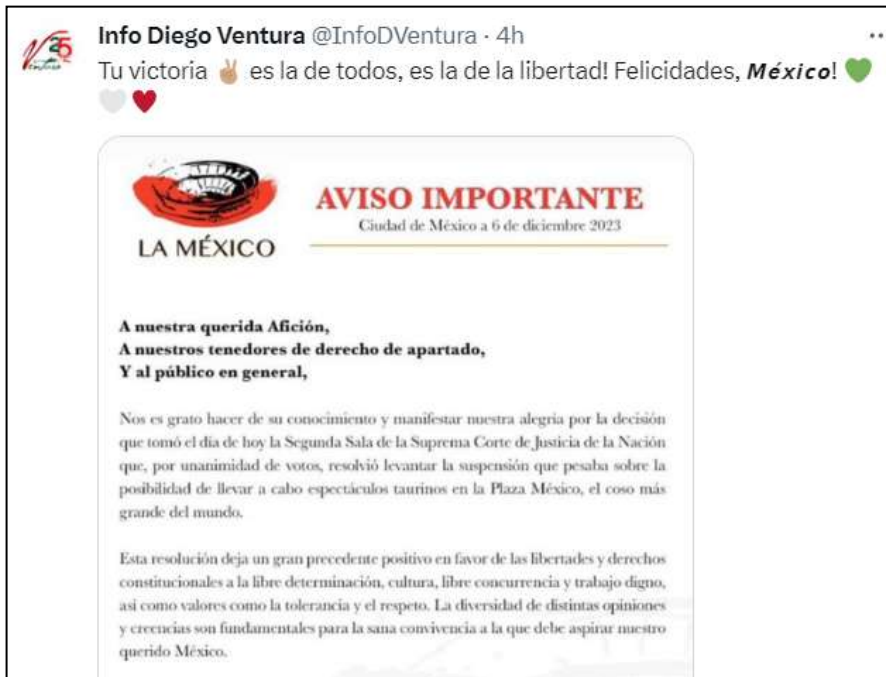 Info Diego Ventura @InfoDVentura · 4h
Tu victoria ✌🏼 es la de todos, es la de la libertad! Felicidades, México! 💚
🤍 ❤️
LA MÉXICO
AVISO IMPORTANTE
Ciudad de México a 6 de diciembre 2023
A nuestra querida Afición,
A nuestros tenedores de derecho de apartado,
Y al público en general,
Nos es grato hacer de su conocimiento y manifestar nuestra alegria por la decisión
que tomó el día de hoy la Segunda Sala de la Suprema Corte de Justicia de la Nación
que, por unanimidad de votos, resolvió levantar la suspensión que pesaba sobre la
posibilidad de llevar a cabo espectáculos taurinos en la Plaza México, el coso más
grande del mundo.
Esta resolución deja un gran precedente positivo en favor de las libertades y derechos
constitucionales a la libre determinación, cultura, libre concurrencia y trabajo digno,
asi como valores como la tolerancia y el respeto. La diversidad de distintas opiniones
y creencias son fundamentales para la sana convivencia a la que debe aspirar nuestro
querido México.